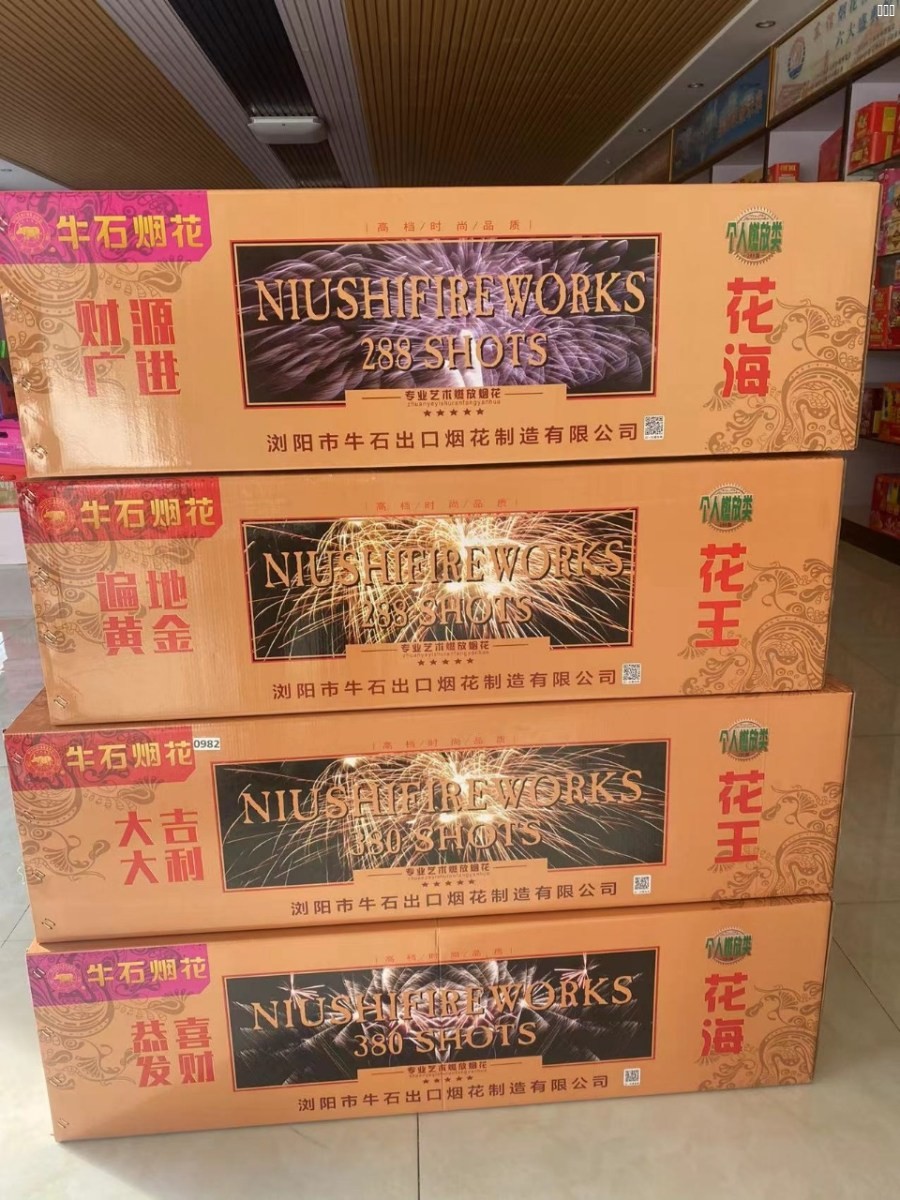 六大盛
牛石烟花
高 档/时 尚/品 质
个人燃放类
财源
广进
NIUSHIFIREWORKS
288 SHOTS
花海
专业艺术燃放烟花
zhuanyeyishuranfangyanhua
★★★★★
浏阳市牛石出口烟花制造有限公司
牛石烟花
高 档/时 尚/品 质
个人燃放类
遍地
黄金
NIUSHIFIREWORKS
288 SHOTS
花王
专业艺术燃放烟花
zhuanyeyishuranfangyanhua
★★★★★
浏阳市牛石出口烟花制造有限公司
牛石烟花
0982
高 档/时 尚/品 质
个人燃放类
大吉
大利
NIUSHIFIREWORKS
380 SHOTS
花王
专业艺术燃放烟花
★★★★★
浏阳市牛石出口烟花制造有限公司
牛石烟花
高 档/时 尚/品 质
个人燃放类
恭喜
发财
NIUSHIFIREWORKS
380 SHOTS
花海
专业艺术燃放烟花
★★★★★
浏阳市牛石出口烟花制造有限公司